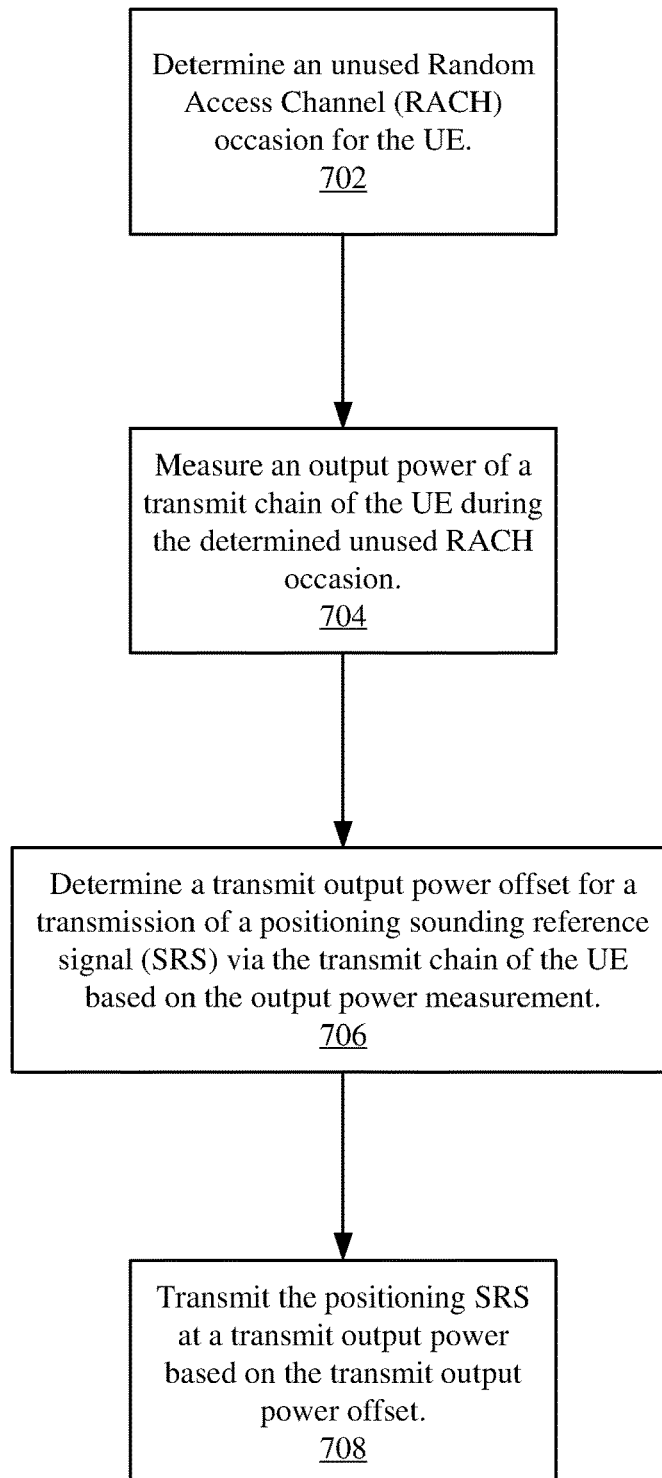 Determine an unused Random
Access Channel (RACH)
occasion for the UE.
702
Measure an output power of a
transmit chain of the UE during
the determined unused RACH
occasion.
704
Determine a transmit output power offset for a
transmission of a positioning sounding reference
signal (SRS) via the transmit chain of the UE
based on the output power measurement.
706
Transmit the positioning SRS
at a transmit output power
based on the transmit output
power offset.
708